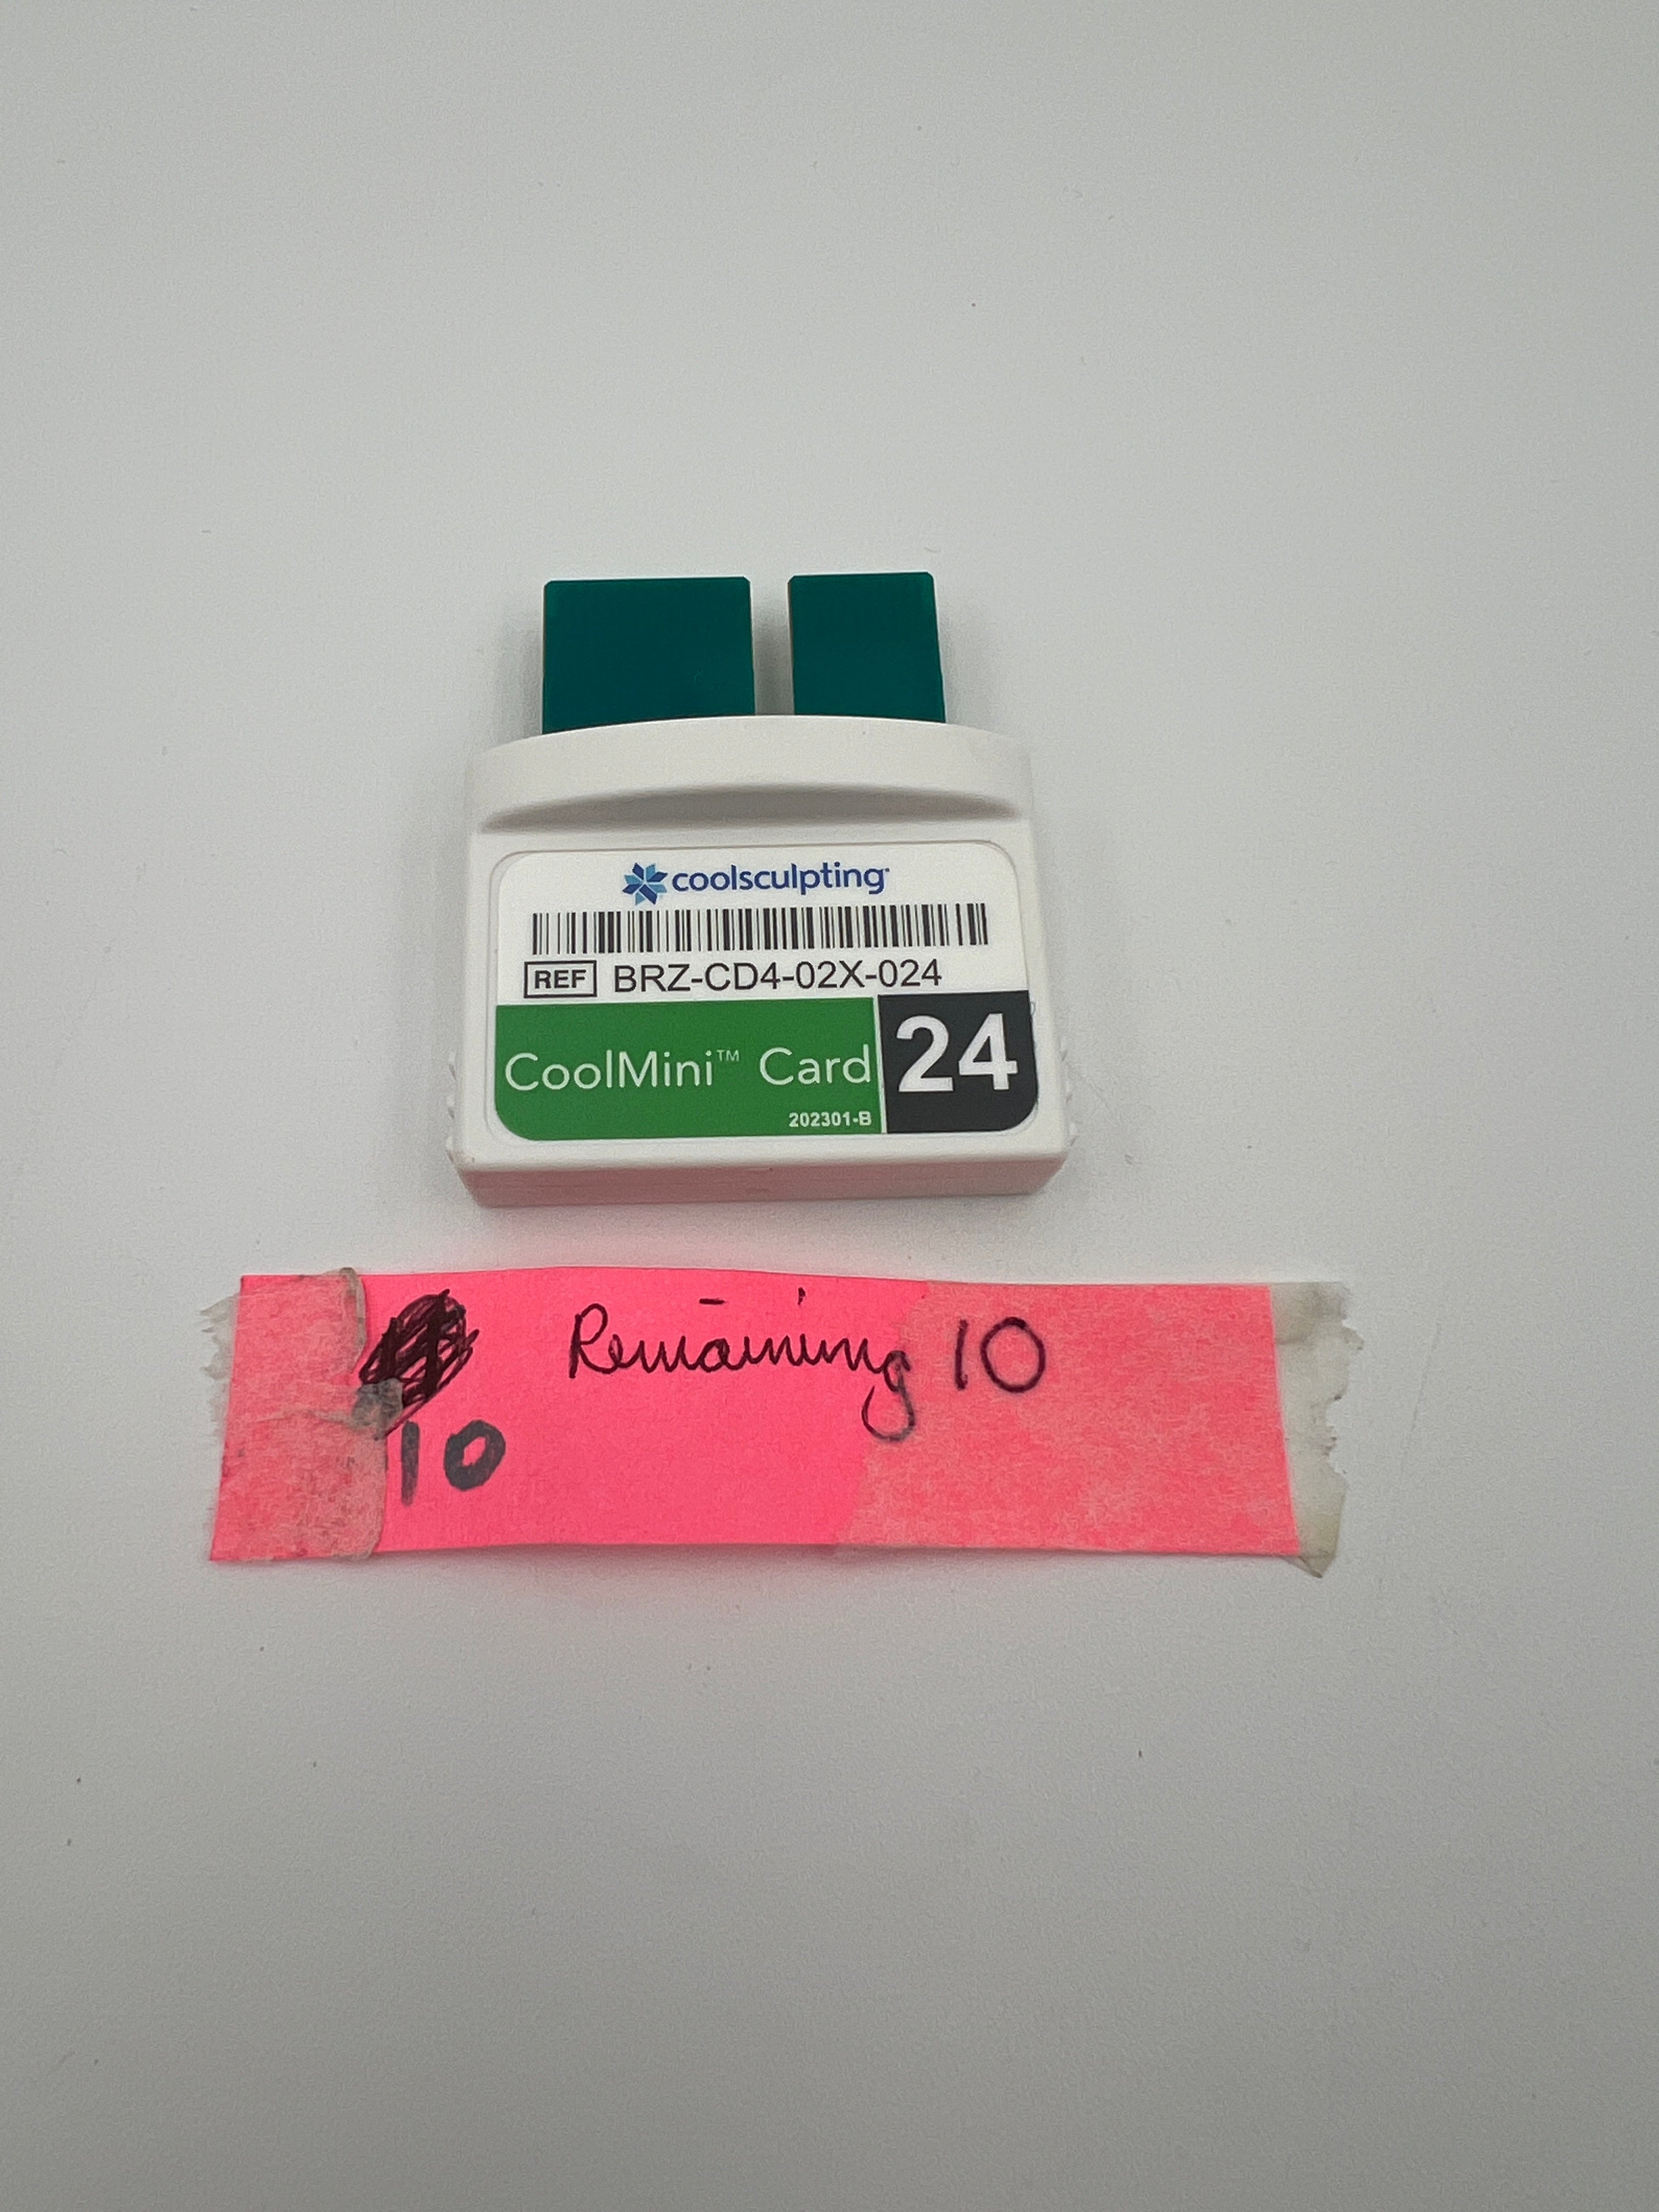 coolsculpting
REF BRZ-CD4-02X-024
CoolMini™ Card 24
202301-B
Remaining 10
10